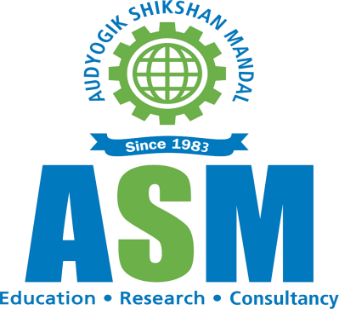 AUDYOGIK SHIKSHAN MANDAL
Since 1983
ASM
Education • Research • Consultancy